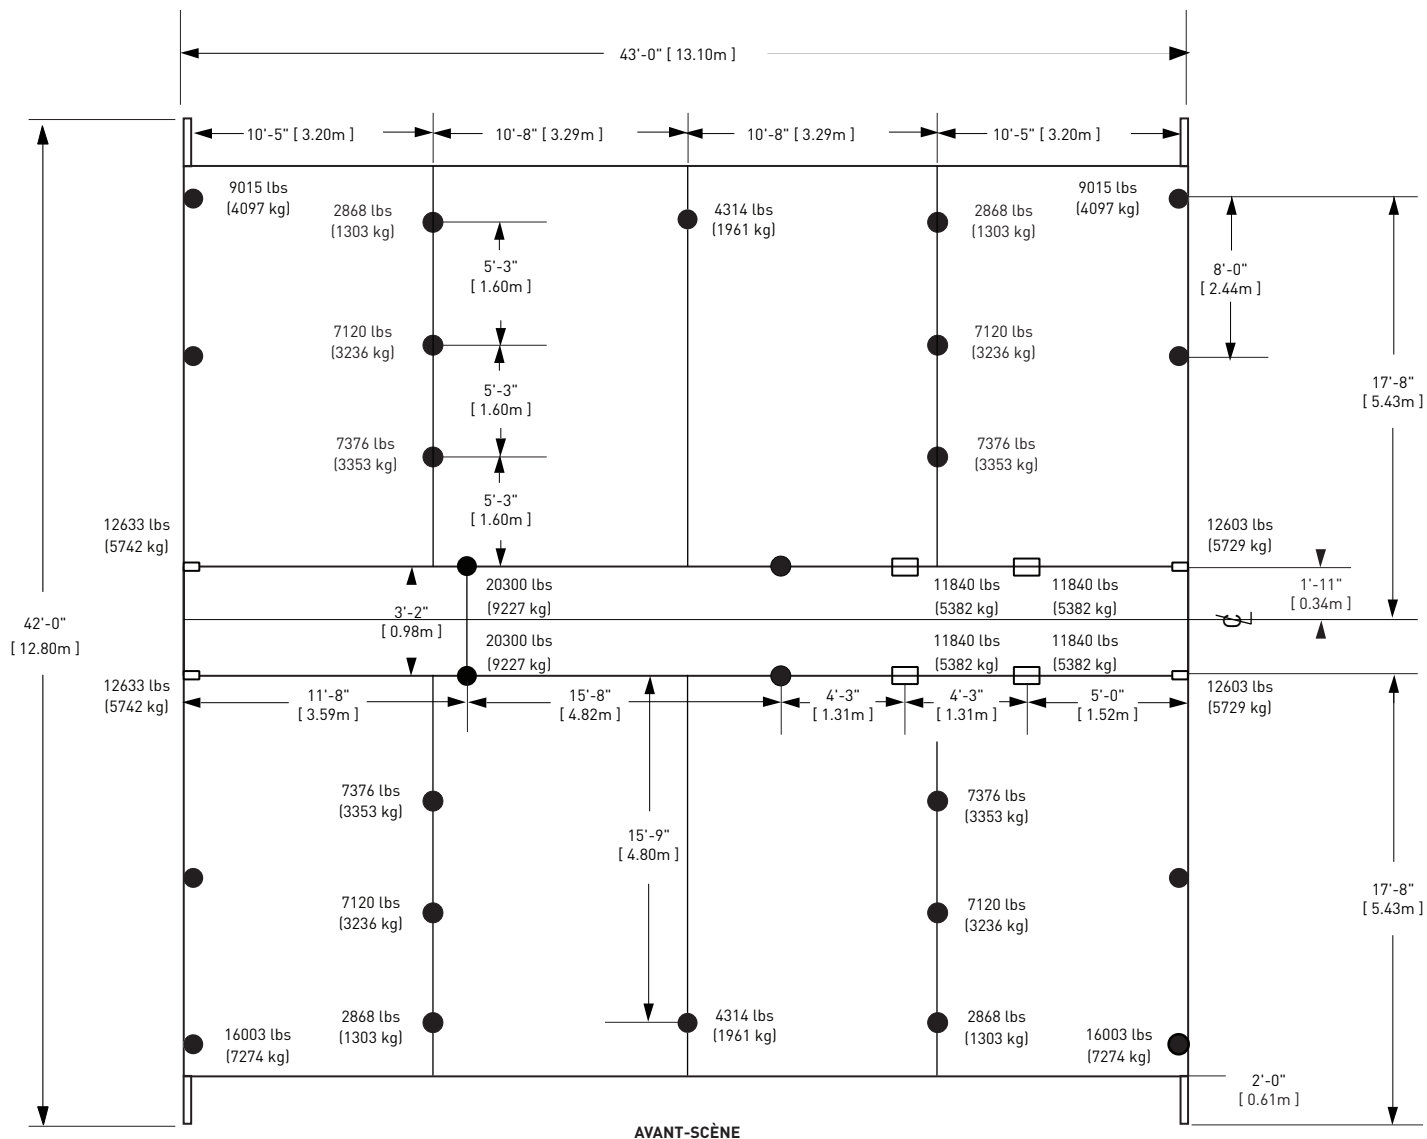 43'-0" [ 13.10m ]
10'-5" [ 3.20m ]
10'-8" [ 3.29m ]
10'-8" [ 3.29m ]
10'-5" [ 3.20m ]
9015 lbs
(4097 kg)
2868 lbs
(1303 kg)
4314 lbs
(1961 kg)
2868 lbs
(1303 kg)
9015 lbs
(4097 kg)
5'-3"
[ 1.60m ]
8'-0"
[ 2.44m ]
7120 lbs
(3236 kg)
7120 lbs
(3236 kg)
5'-3"
[ 1.60m ]
17'-8"
[ 5.43m ]
7376 lbs
(3353 kg)
7376 lbs
(3353 kg)
5'-3"
[ 1.60m ]
12633 lbs
(5742 kg)
12603 lbs
(5729 kg)
20300 lbs
(9227 kg)
11840 lbs
(5382 kg)
11840 lbs
(5382 kg)
1'-11"
[ 0.34m ]
3'-2"
[ 0.98m ]
42'-0"
[ 12.80m ]
CL
20300 lbs
(9227 kg)
11840 lbs
(5382 kg)
11840 lbs
(5382 kg)
12633 lbs
(5742 kg)
12603 lbs
(5729 kg)
11'-8"
[ 3.59m ]
15'-8"
[ 4.82m ]
4'-3"
[ 1.31m ]
4'-3"
[ 1.31m ]
5'-0"
[ 1.52m ]
7376 lbs
(3353 kg)
7376 lbs
(3353 kg)
15'-9"
[ 4.80m ]
7120 lbs
(3236 kg)
7120 lbs
(3236 kg)
17'-8"
[ 5.43m ]
2868 lbs
(1303 kg)
4314 lbs
(1961 kg)
2868 lbs
(1303 kg)
16003 lbs
(7274 kg)
16003 lbs
(7274 kg)
2'-0"
[ 0.61m ]
AVANT-SCÈNE